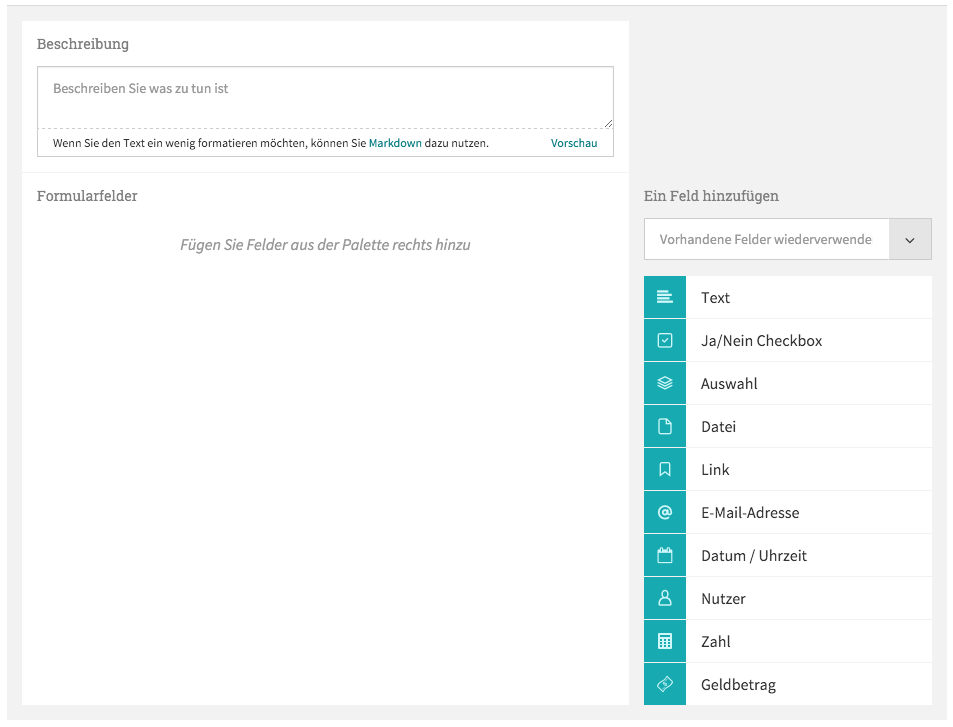 Beschreibung
Beschreiben Sie was zu tun ist
Wenn Sie den Text ein wenig formatieren möchten, können Sie Markdown dazu nutzen. Vorschau
Formularfelder
Fügen Sie Felder aus der Palette rechts hinzu
Ein Feld hinzufügen
Vorhandene Felder wiederverwende
Text
Ja/Nein Checkbox
Auswahl
Datei
Link
E-Mail-Adresse
Datum / Uhrzeit
Nutzer
Zahl
Geldbetrag